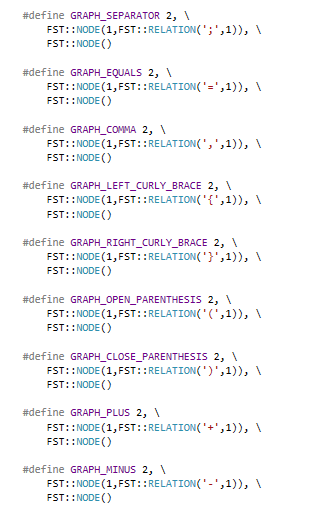 #define GRAPH_SEPARATOR 2, \
FST::NODE(1,FST::RELATION(';',1)), \
FST::NODE()
#define GRAPH_EQUALS 2, \
FST::NODE(1,FST::RELATION('=',1)), \
FST::NODE()
#define GRAPH_COMMA 2, \
FST::NODE(1,FST::RELATION(',',1)), \
FST::NODE()
#define GRAPH_LEFT_CURLY_BRACE 2, \
FST::NODE(1,FST::RELATION('{',1)), \
FST::NODE()
#define GRAPH_RIGHT_CURLY_BRACE 2, \
FST::NODE(1,FST::RELATION('}',1)), \
FST::NODE()
#define GRAPH_OPEN_PARENTHESIS 2, \
FST::NODE(1,FST::RELATION('(',1)), \
FST::NODE()
#define GRAPH_CLOSE_PARENTHESIS 2, \
FST::NODE(1,FST::RELATION(')',1)), \
FST::NODE()
#define GRAPH_PLUS 2, \
FST::NODE(1,FST::RELATION('+',1)), \
FST::NODE()
#define GRAPH_MINUS 2, \
FST::NODE(1,FST::RELATION('-',1)), \
FST::NODE()